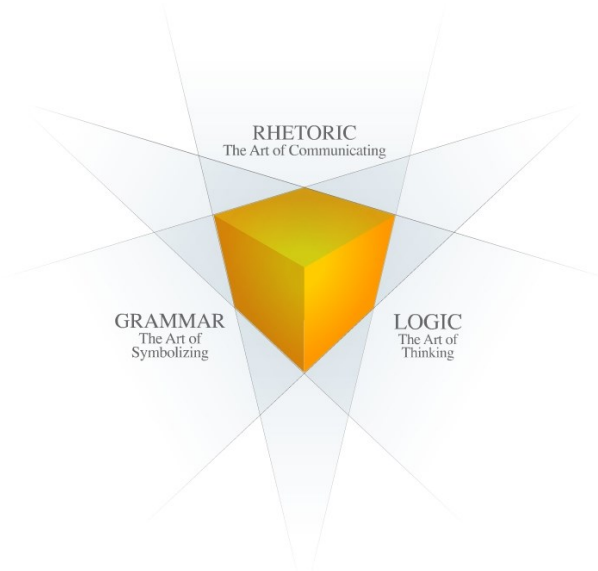 RHETORIC
The Art of Communicating
GRAMMAR
The Art of
Symbolizing
LOGIC
The Art of
Thinking